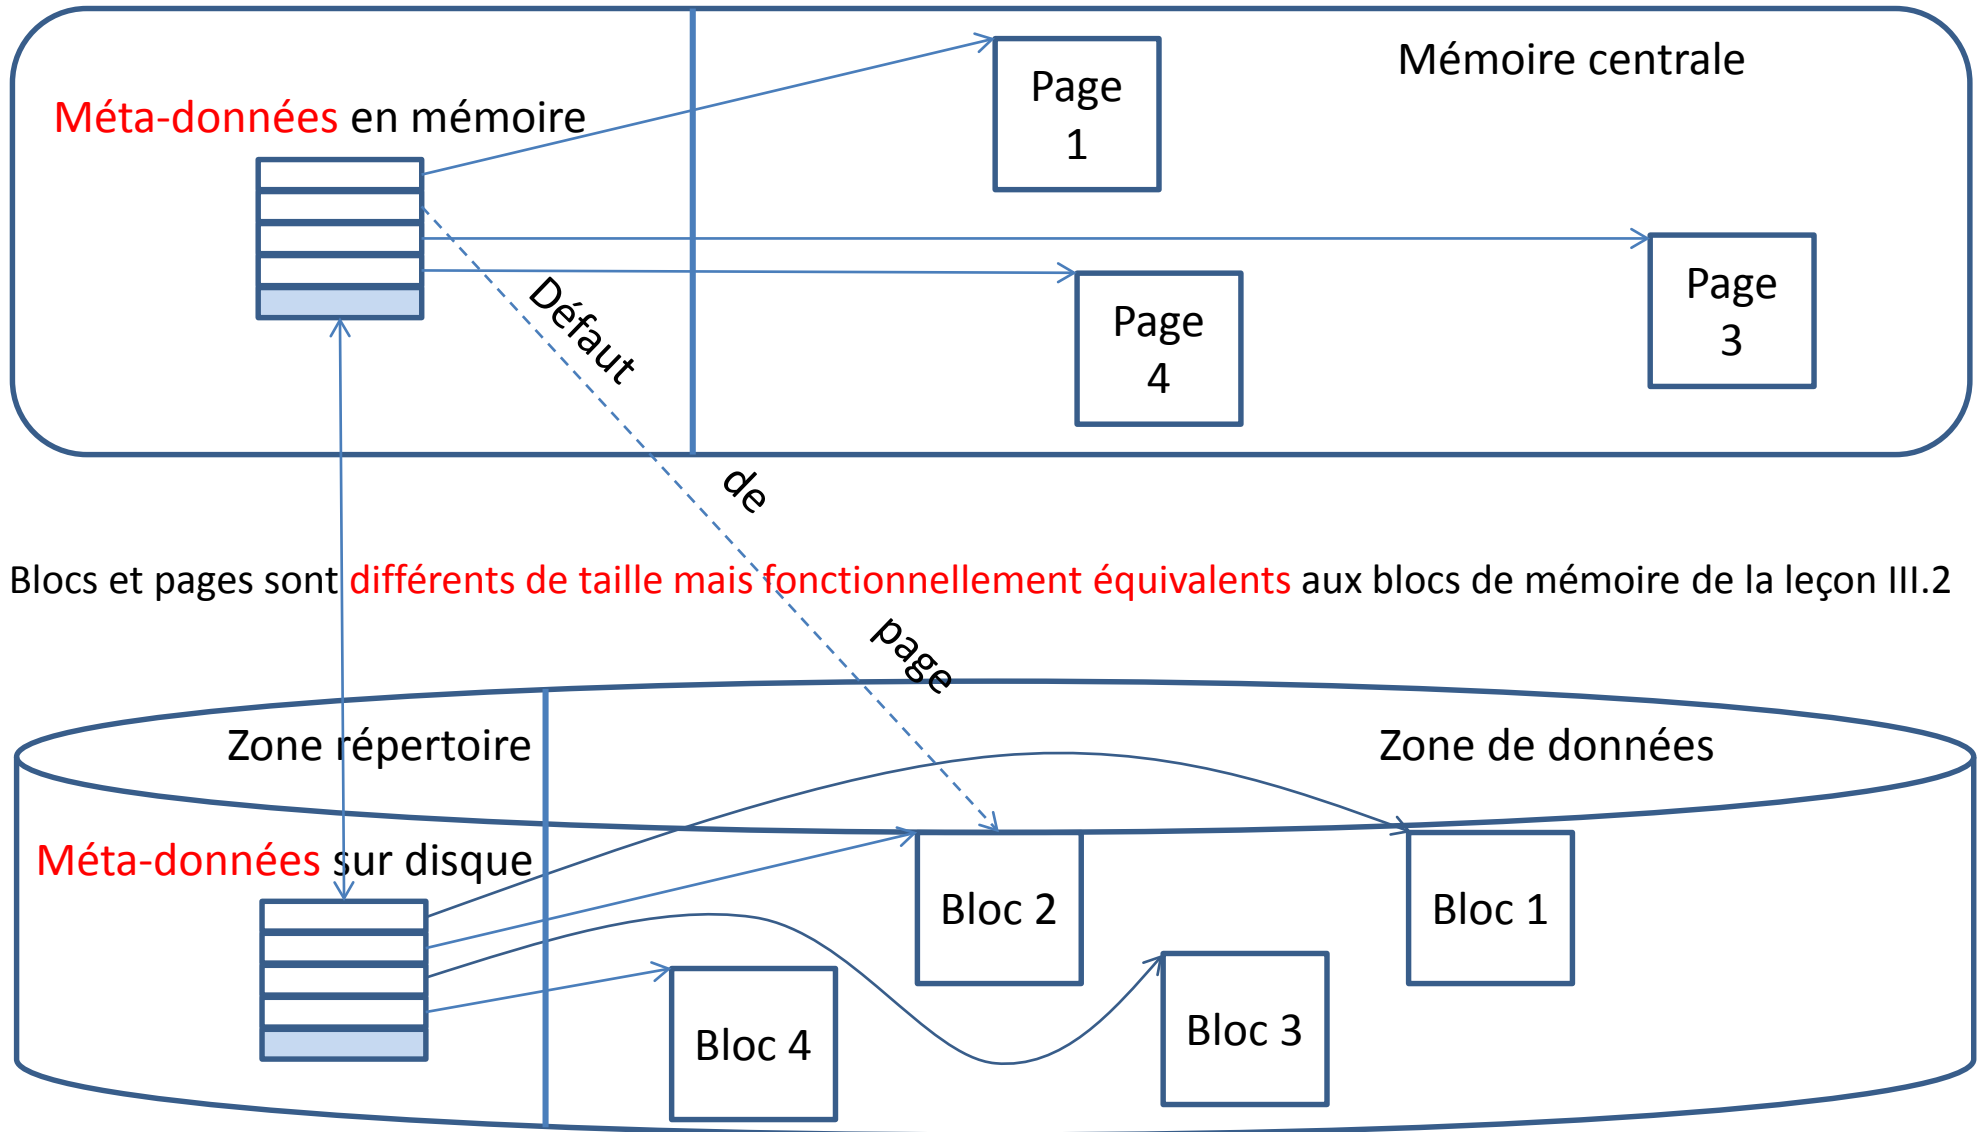 Mémoire centrale
Page
1
Méta-données en mémoire
Page
3
Page
4
Défaut de page
Blocs et pages sont différents de taille mais fonctionnellement équivalents aux blocs de mémoire de la leçon III.2
Zone répertoire
Zone de données
Méta-données sur disque
Bloc 2
Bloc 1
Bloc 4
Bloc 3